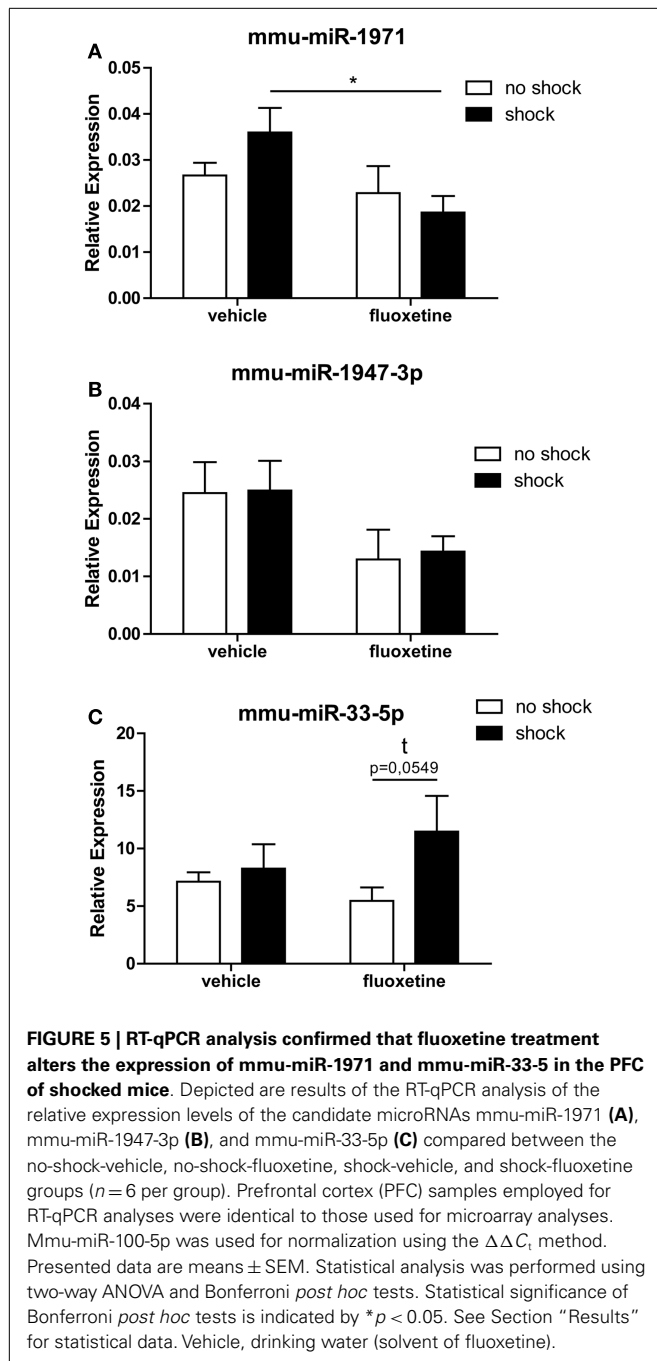 mmu-miR-1971
A
Relative Expression
0.05
0.04
0.03
0.02
0.01
0.00
*
no shock
shock
vehicle fluoxetine
mmu-miR-1947-3p
B
Relative Expression
0.04
0.03
0.02
0.01
0.00
no shock
shock
vehicle fluoxetine
mmu-miR-33-5p
C
Relative Expression
20
15
10
5
0
t
p=0,0549
no shock
shock
vehicle fluoxetine
FIGURE 5 | RT-qPCR analysis confirmed that fluoxetine treatment
alters the expression of mmu-miR-1971 and mmu-miR-33-5 in the PFC
of shocked mice. Depicted are results of the RT-qPCR analysis of the
relative expression levels of the candidate microRNAs mmu-miR-1971 (A),
mmu-miR-1947-3p (B), and mmu-miR-33-5p (C) compared between the
no-shock-vehicle, no-shock-fluoxetine, shock-vehicle, and shock-fluoxetine
groups (n = 6 per group). Prefrontal cortex (PFC) samples employed for
RT-qPCR analyses were identical to those used for microarray analyses.
Mmu-miR-100-5p was used for normalization using the ΔΔCt method.
Presented data are means ± SEM. Statistical analysis was performed using
two-way ANOVA and Bonferroni post hoc tests. Statistical significance of
Bonferroni post hoc tests is indicated by *p < 0.05. See Section “Results”
for statistical data. Vehicle, drinking water (solvent of fluoxetine).